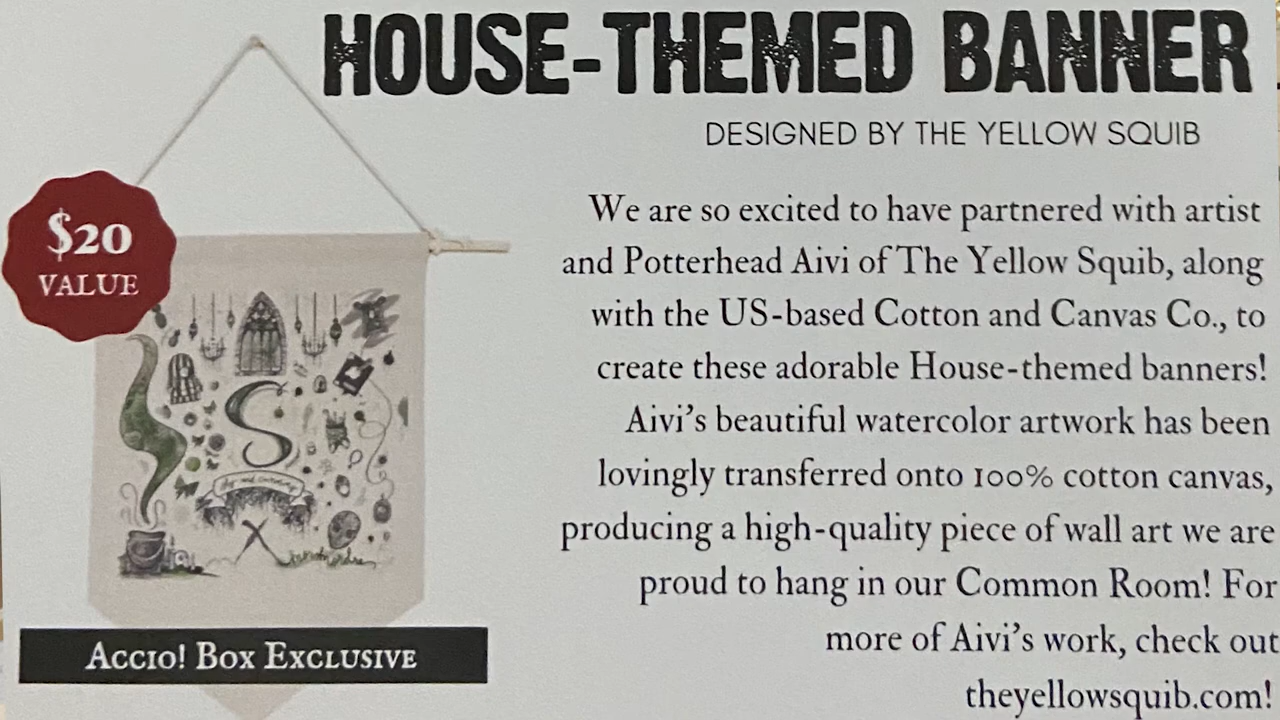 HOUSE-THEMED BANNER
DESIGNED BY THE YELLOW SQUIB
$20
VALUE
We are so excited to have partnered with artist
and Potterhead Aivi of The Yellow Squib, along
with the US-based Cotton and Canvas Co., to
create these adorable House-themed banners!
Aivi's beautiful watercolor artwork has been
lovingly transferred onto 100% cotton canvas,
producing a high-quality piece of wall art we are
proud to hang in our Common Room! For
more of Aivi's work, check out
theyellowsquib.com!
S
Accio! Box Exclusive